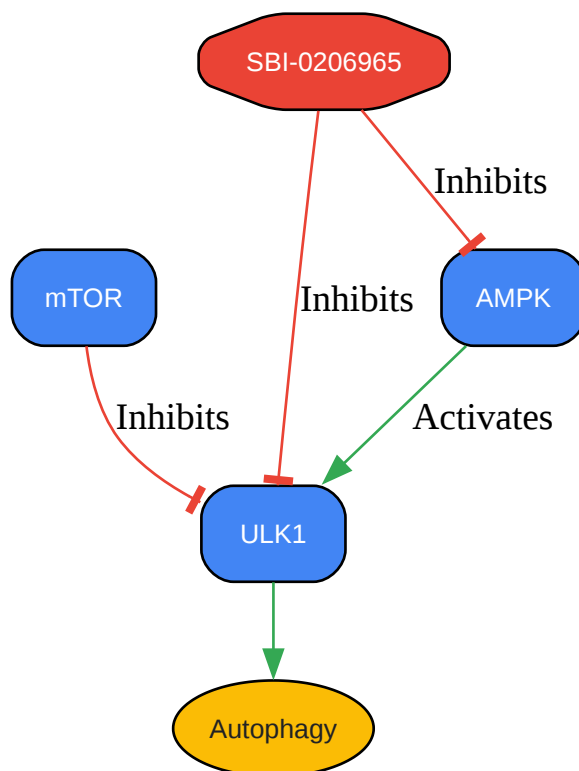 SBI-0206965
Inhibits
mTOR
Inhibits
AMPK
Inhibits
Activates
ULK1
Autophagy